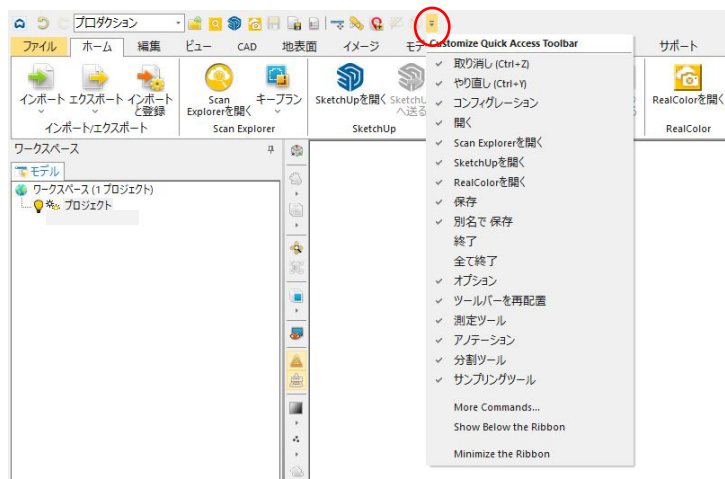 プロダクション
ファイル ホーム 編集 ビュー CAD 地表面 イメージ モデ サポート
インポート エクスポート インポートと登録
インポート/エクスポート
Scan Explorerを開く キープラン
Scan Explorer
SketchUpを開く SketchU へ送る
SketchUp
RealColorを開く
RealColor
Customize Quick Access Toolbar
取り消し (Ctrl+Z)
やり直し (Ctrl+Y)
コンフィグレーション
開く
Scan Explorerを開く
SketchUpを開く
RealColorを開く
保存
別名で 保存
終了
全て終了
オプション
ツールバーを再配置
測定ツール
アノテーション
分割ツール
サンプリングツール
More Commands...
Show Below the Ribbon
Minimize the Ribbon
ワークスペース
モデル
ワークスペース (1 プロジェクト)
プロジェクト